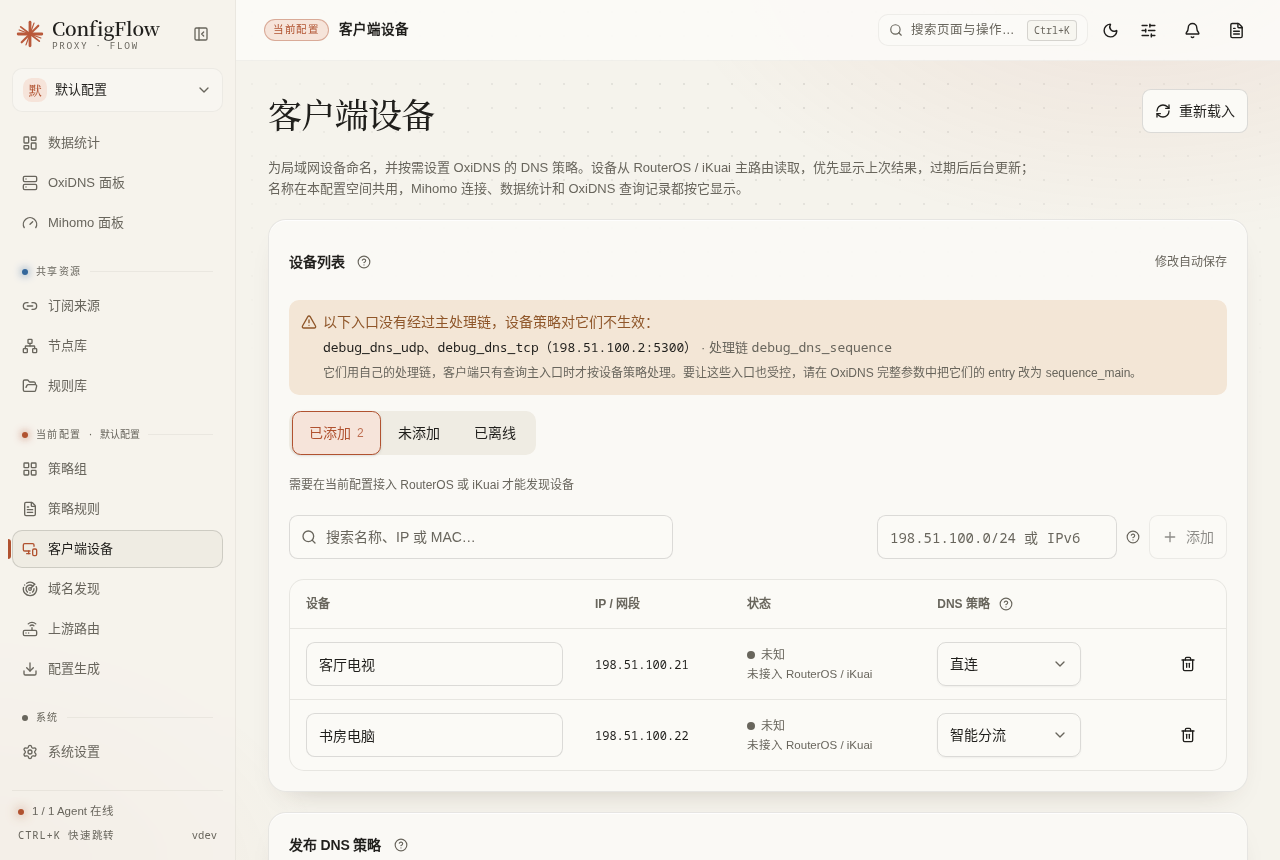 ConfigFlow
PROXY · FLOW
默 默认配置
数据统计
OxiDNS 面板
Mihomo 面板
共享资源
订阅来源
节点库
规则库
当前配置 · 默认配置
策略组
策略规则
客户端设备
域名发现
上游路由
配置生成
系统
系统设置
1 / 1 Agent 在线
CTRL+K 快速跳转 vdev
当前配置 客户端设备
搜索页面与操作… Ctrl+K
客户端设备
重新载入
为局域网设备命名，并按需设置 OxiDNS 的 DNS 策略。设备从 RouterOS / iKuai 主路由读取，优先显示上次结果，过期后后台更新；
名称在本配置空间共用，Mihomo 连接、数据统计和 OxiDNS 查询记录都按它显示。
设备列表
修改自动保存
以下入口没有经过主处理链，设备策略对它们不生效：
debug_dns_udp、debug_dns_tcp（198.51.100.2:5300） · 处理链 debug_dns_sequence
它们用自己的处理链，客户端只有查询主入口时才按设备策略处理。要让这些入口也受控，请在 OxiDNS 完整参数中把它们的 entry 改为 sequence_main。
已添加 2 未添加 已离线
需要在当前配置接入 RouterOS 或 iKuai 才能发现设备
搜索名称、IP 或 MAC…
198.51.100.0/24 或 IPv6
添加
设备 IP / 网段 状态 DNS 策略
客厅电视 198.51.100.21 未知 直连
未接入 RouterOS / iKuai
书房电脑 198.51.100.22 未知 智能分流
未接入 RouterOS / iKuai
发布 DNS 策略